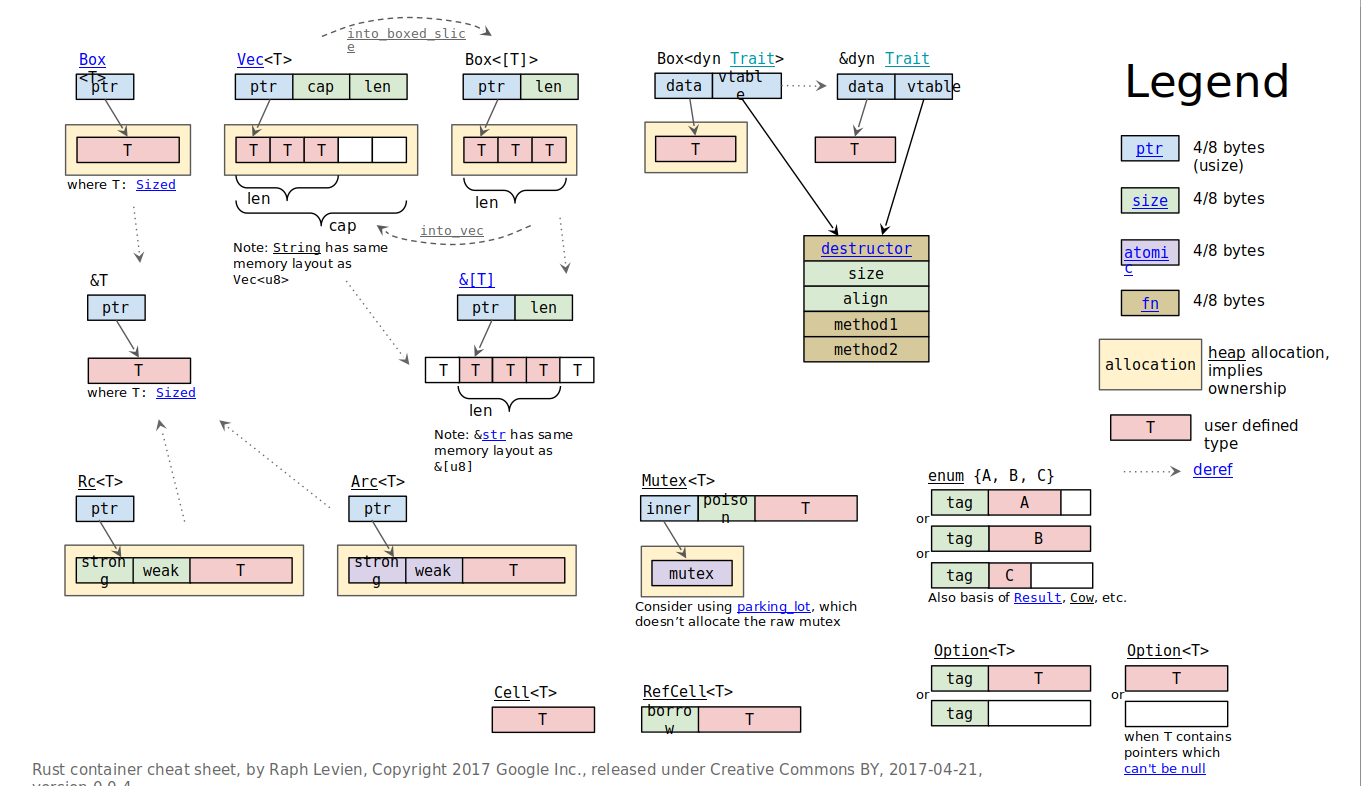 into_boxed_slic
e
Box
<T>
ptr
T
where T: Sized
Vec<T>
ptr cap len
T T T
len
cap
Note: String has same
memory layout as
Vec<u8>
Box<[T]>
ptr len
T T T
len
into_vec
Box<dyn Trait>
data vtabl
e
T
&dyn Trait
data vtable
T
destructor
size
align
method1
method2
Legend
ptr 4/8 bytes
(usize)
size 4/8 bytes
atomi
c
4/8 bytes
fn 4/8 bytes
allocation
heap allocation,
implies
ownership
T
user defined
type
deref
&T
ptr
T
where T: Sized
&[T]
ptr len
T T T T T
len
Note: &str has same
memory layout as
&[u8]
Rc<T>
ptr
stron
g
weak T
Arc<T>
ptr
stron
g
weak T
Mutex<T>
inner poiso
n
T
mutex
Consider using parking_lot, which
doesn’t allocate the raw mutex
enum {A, B, C}
tag A
or
tag B
or
tag C
Also basis of Result, Cow, etc.
Cell<T>
T
RefCell<T>
borro
w
T
Option<T>
tag T
or
tag
Option<T>
T
or
when T contains
pointers which
can't be null
Rust container cheat sheet, by Raph Levien, Copyright 2017 Google Inc., released under Creative Commons BY, 2017-04-21,
version 0.0.4